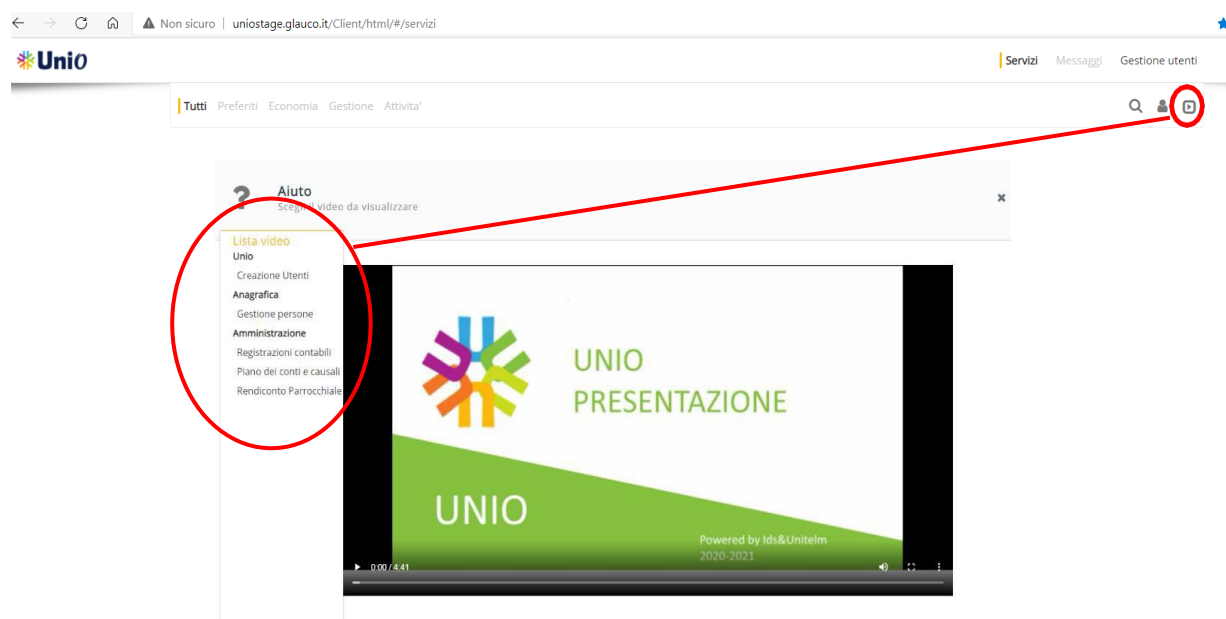 Non sicuro | uniostage.glauco.it/Client/html/#/servizi
Unio
Servizi Messaggi Gestione utenti
Tutti Preferiti Economia Gestione Attivita'
? Aiuto
Scegli il video da visualizzare
Lista video
Unio
Creazione Utenti
Anagrafica
Gestione persone
Amministrazione
Registrazioni contabili
Piano dei conti e causali
Rendiconto Parrocchiale
UNIO
PRESENTAZIONE
UNIO
Powered by Ids&Unitelm
2020-2021
0:00 / 4:41